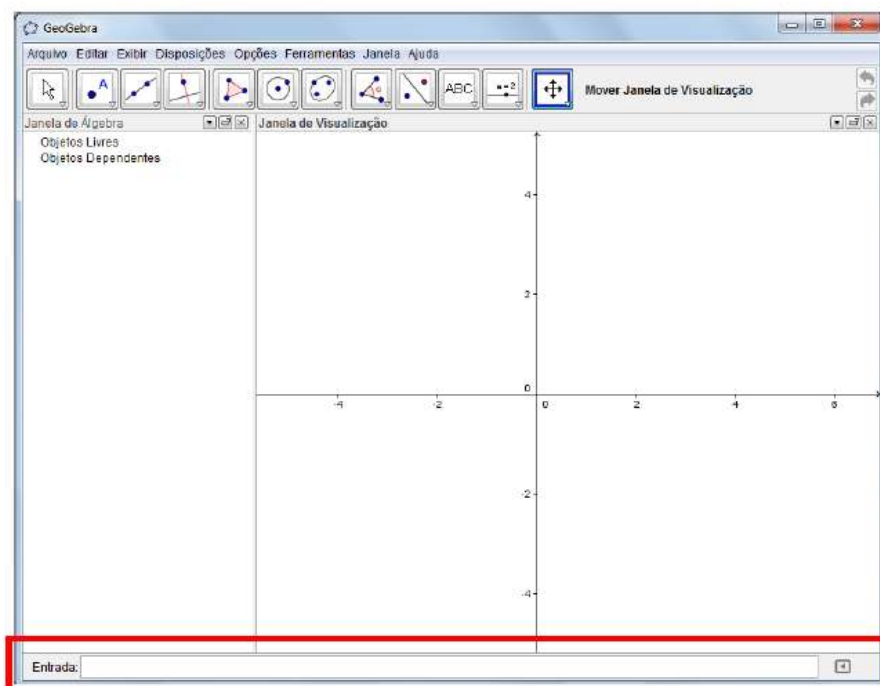 GeoGebra
Arquivo Editar Exibir Disposições Opções Ferramentas Janela Ajuda
A ABC a=2 Mover Janela de Visualização
Janela de Álgebra Janela de Visualização
Objetos Livres
Objetos Dependentes
4
2
0
-4 -2 0 2 4 6
-2
-4
Entrada: